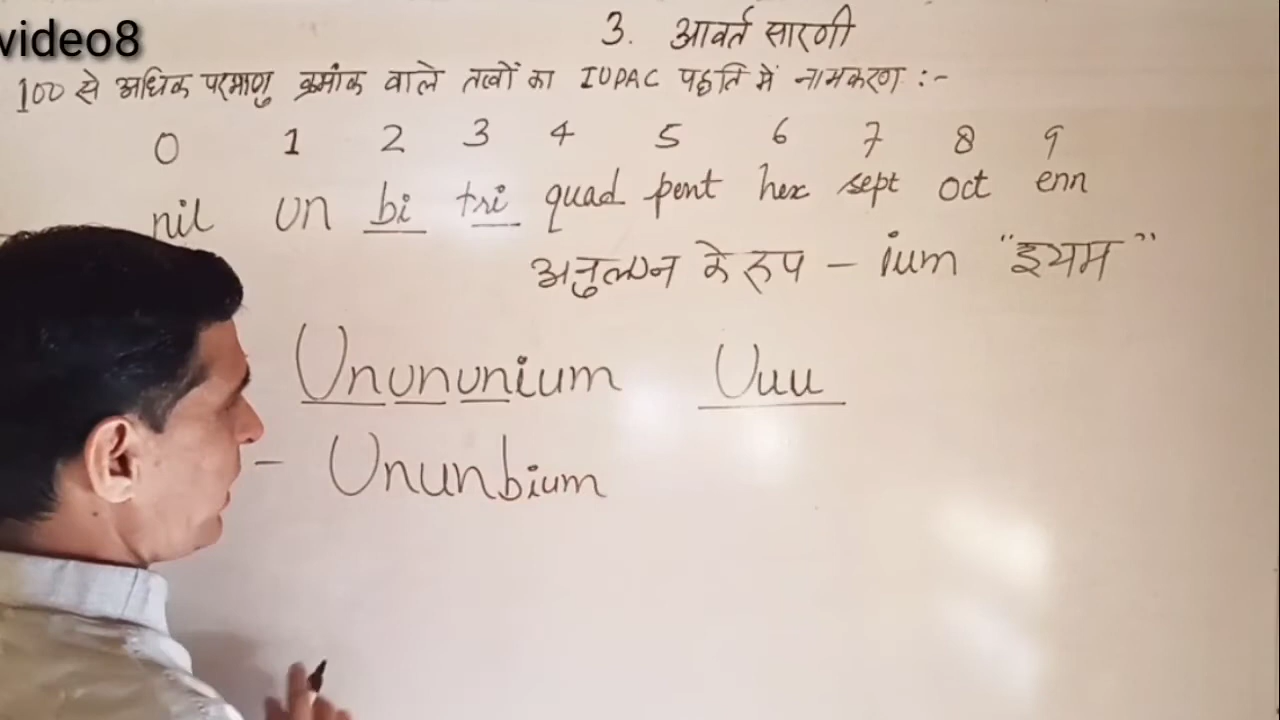 video8
3. आवर्त सारणी
100 से अधिक परमाणु क्रमांक वाले तत्वों का IUPAC पद्दति में नामकरण :-
0 1 2 3 4 5 6 7 8 9
nil un bi tri quad pent hex sept oct enn
अनुलग्न के रूप - ium "इयम"
Unununium Uuu
- Ununbium